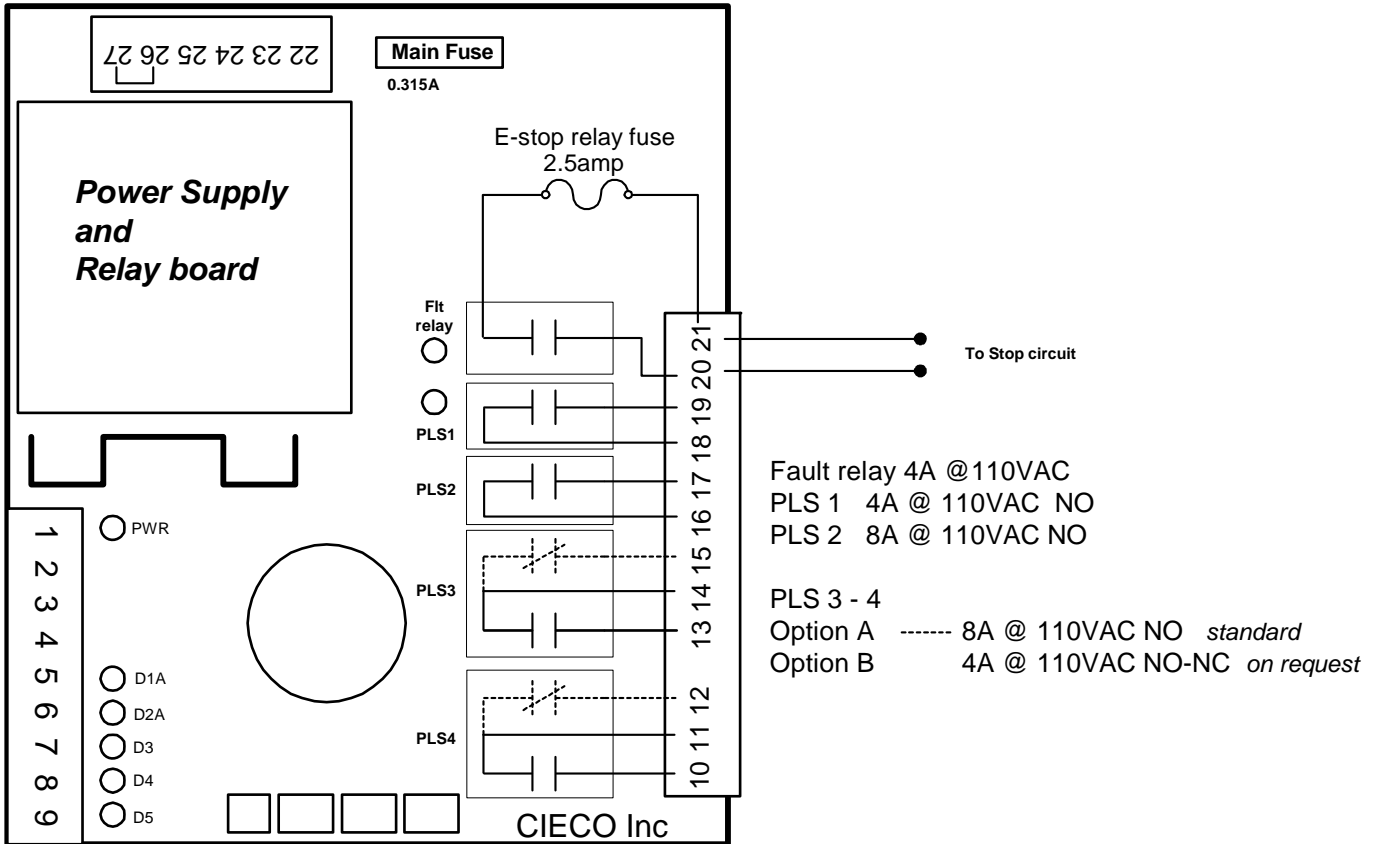 27 26 25 24 23 22
Main Fuse
0.315A
E-stop relay fuse
2.5amp
Power Supply
and
Relay board
Flt
relay
PLS1
PLS2
PLS3
PLS4
21
20
19
18
17
16
15
14
13
12
11
10
To Stop circuit
Fault relay 4A @110VAC
PLS 1 4A @ 110VAC NO
PLS 2 8A @ 110VAC NO
PLS 3 - 4
Option A ------- 8A @ 110VAC NO standard
Option B 4A @ 110VAC NO-NC on request
1
2
3
4
5
6
7
8
9
PWR
D1A
D2A
D3
D4
D5
CIECO Inc